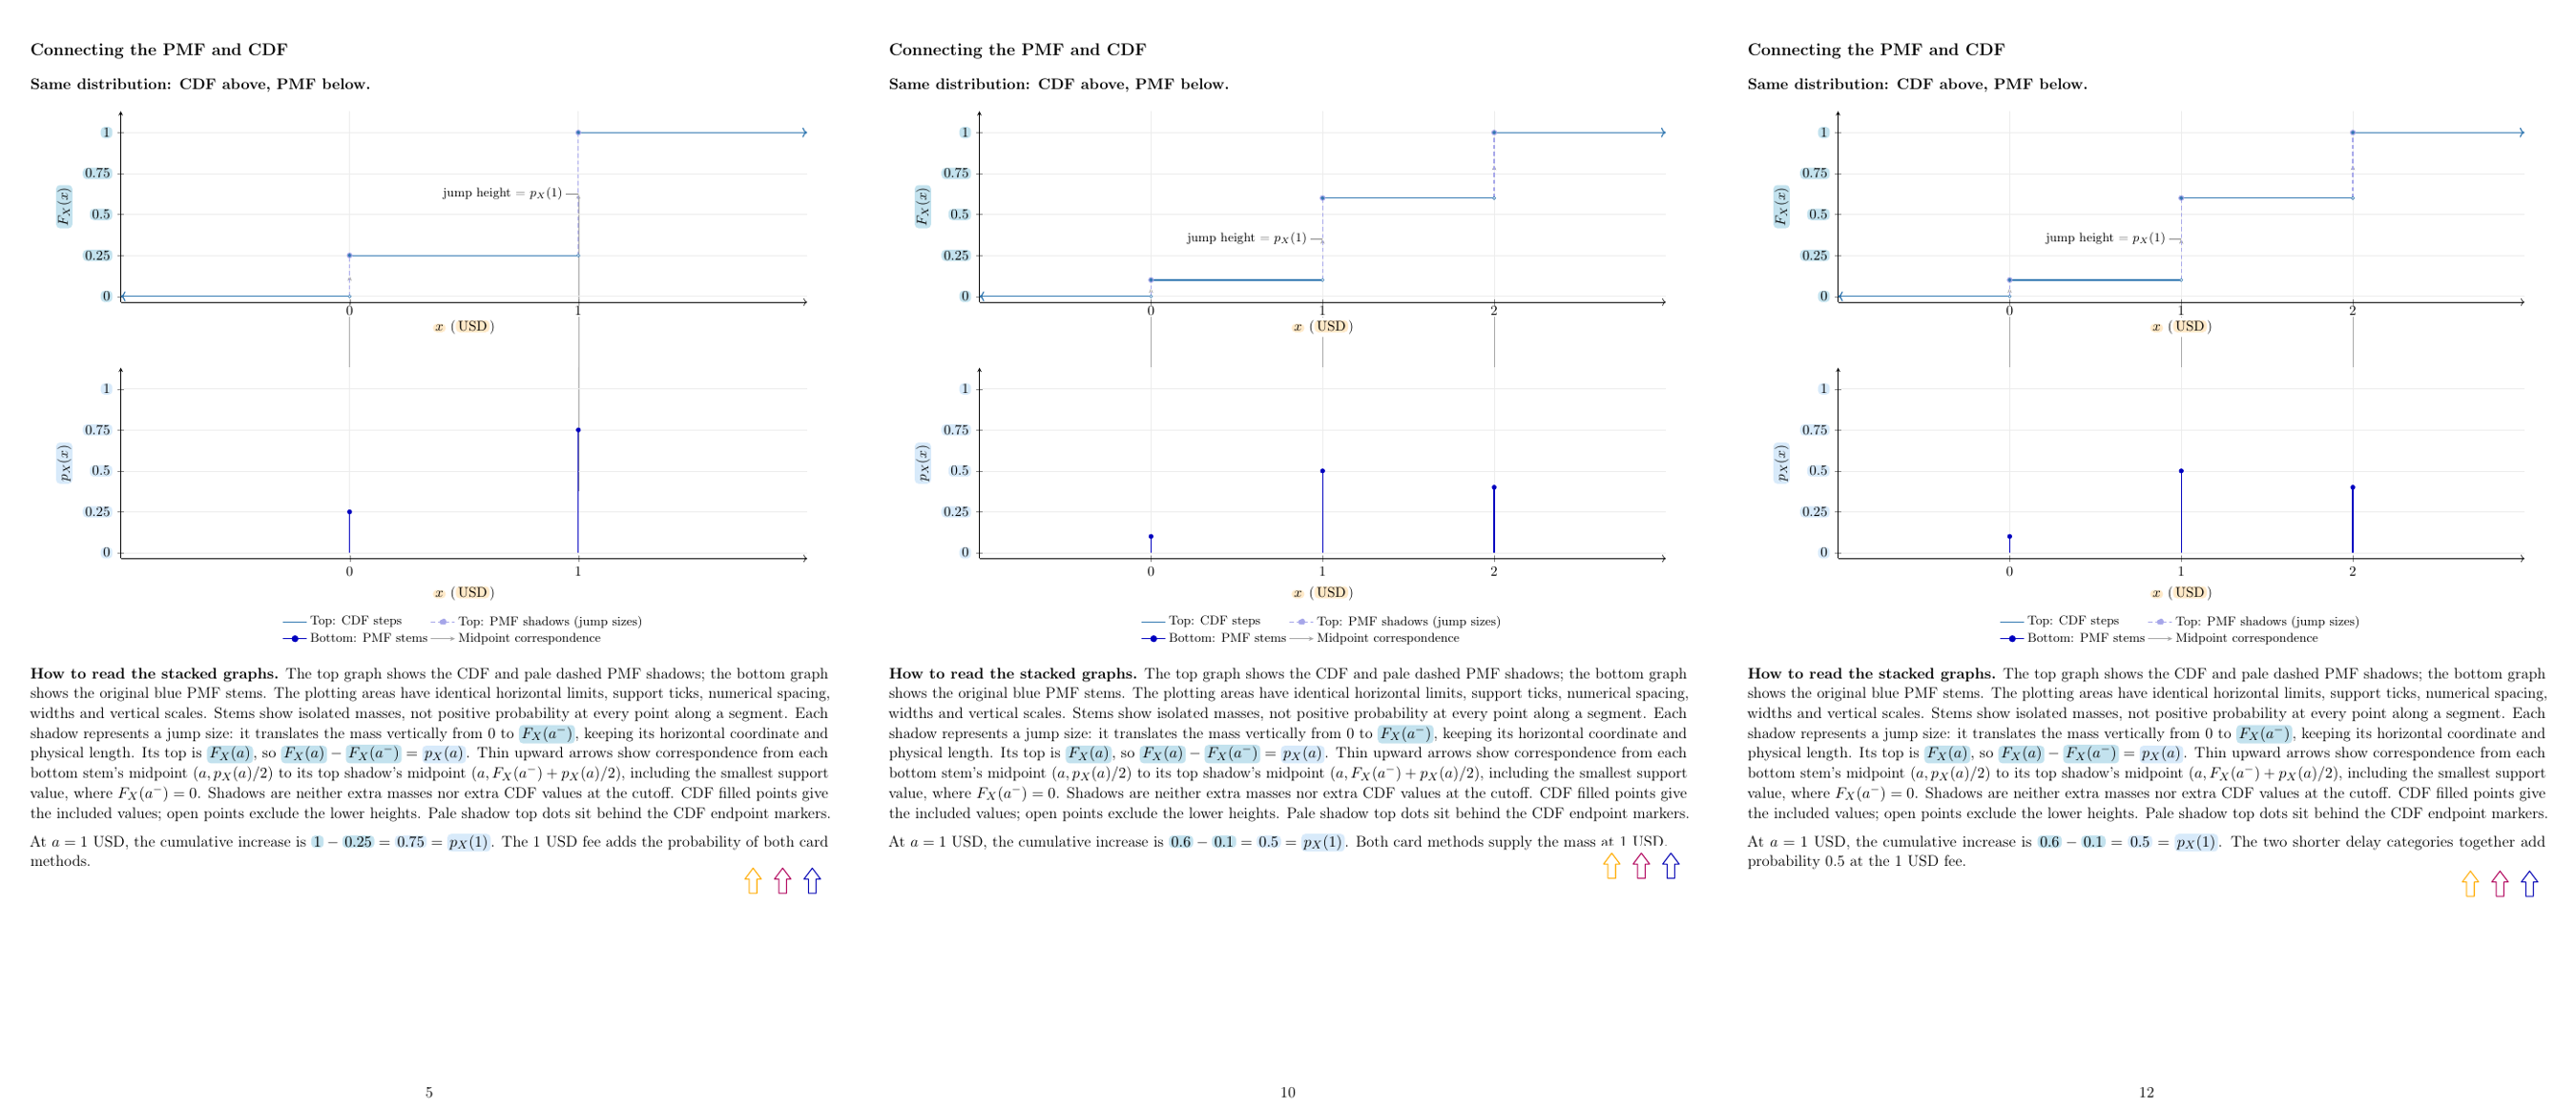 Connecting the PMF and CDF
Same distribution: CDF above, PMF below.
1
0.75
0.5
0.25
0
F_X(x)
jump height = p_X(1)
0 1
x (USD)
1
0.75
0.5
0.25
0
p_X(x)
0 1
x (USD)
Top: CDF steps Top: PMF shadows (jump sizes)
Bottom: PMF stems Midpoint correspondence
How to read the stacked graphs. The top graph shows the CDF and pale dashed PMF shadows; the bottom graph
shows the original blue PMF stems. The plotting areas have identical horizontal limits, support ticks, numerical spacing,
widths and vertical scales. Stems show isolated masses, not positive probability at every point along a segment. Each
shadow represents a jump size: it translates the mass vertically from 0 to F_X(a⁻), keeping its horizontal coordinate and
physical length. Its top is F_X(a), so F_X(a) − F_X(a⁻) = p_X(a). Thin upward arrows show correspondence from each
bottom stem's midpoint (a, p_X(a)/2) to its top shadow's midpoint (a, F_X(a⁻) + p_X(a)/2), including the smallest support
value, where F_X(a⁻) = 0. Shadows are neither extra masses nor extra CDF values at the cutoff. CDF filled points give
the included values; open points exclude the lower heights. Pale shadow top dots sit behind the CDF endpoint markers.
At a = 1 USD, the cumulative increase is 1 − 0.25 = 0.75 = p_X(1). The 1 USD fee adds the probability of both card
methods.
5
Connecting the PMF and CDF
Same distribution: CDF above, PMF below.
1
0.75
0.5
0.25
0
F_X(x)
jump height = p_X(1)
0 1 2
x (USD)
1
0.75
0.5
0.25
0
p_X(x)
0 1 2
x (USD)
Top: CDF steps Top: PMF shadows (jump sizes)
Bottom: PMF stems Midpoint correspondence
How to read the stacked graphs. The top graph shows the CDF and pale dashed PMF shadows; the bottom graph
shows the original blue PMF stems. The plotting areas have identical horizontal limits, support ticks, numerical spacing,
widths and vertical scales. Stems show isolated masses, not positive probability at every point along a segment. Each
shadow represents a jump size: it translates the mass vertically from 0 to F_X(a⁻), keeping its horizontal coordinate and
physical length. Its top is F_X(a), so F_X(a) − F_X(a⁻) = p_X(a). Thin upward arrows show correspondence from each
bottom stem's midpoint (a, p_X(a)/2) to its top shadow's midpoint (a, F_X(a⁻) + p_X(a)/2), including the smallest support
value, where F_X(a⁻) = 0. Shadows are neither extra masses nor extra CDF values at the cutoff. CDF filled points give
the included values; open points exclude the lower heights. Pale shadow top dots sit behind the CDF endpoint markers.
At a = 1 USD, the cumulative increase is 0.6 − 0.1 = 0.5 = p_X(1). Both card methods supply the mass at 1 USD.
10
Connecting the PMF and CDF
Same distribution: CDF above, PMF below.
1
0.75
0.5
0.25
0
F_X(x)
jump height = p_X(1)
0 1 2
x (USD)
1
0.75
0.5
0.25
0
p_X(x)
0 1 2
x (USD)
Top: CDF steps Top: PMF shadows (jump sizes)
Bottom: PMF stems Midpoint correspondence
How to read the stacked graphs. The top graph shows the CDF and pale dashed PMF shadows; the bottom graph
shows the original blue PMF stems. The plotting areas have identical horizontal limits, support ticks, numerical spacing,
widths and vertical scales. Stems show isolated masses, not positive probability at every point along a segment. Each
shadow represents a jump size: it translates the mass vertically from 0 to F_X(a⁻), keeping its horizontal coordinate and
physical length. Its top is F_X(a), so F_X(a) − F_X(a⁻) = p_X(a). Thin upward arrows show correspondence from each
bottom stem's midpoint (a, p_X(a)/2) to its top shadow's midpoint (a, F_X(a⁻) + p_X(a)/2), including the smallest support
value, where F_X(a⁻) = 0. Shadows are neither extra masses nor extra CDF values at the cutoff. CDF filled points give
the included values; open points exclude the lower heights. Pale shadow top dots sit behind the CDF endpoint markers.
At a = 1 USD, the cumulative increase is 0.6 − 0.1 = 0.5 = p_X(1). The two shorter delay categories together add
probability 0.5 at the 1 USD fee.
12